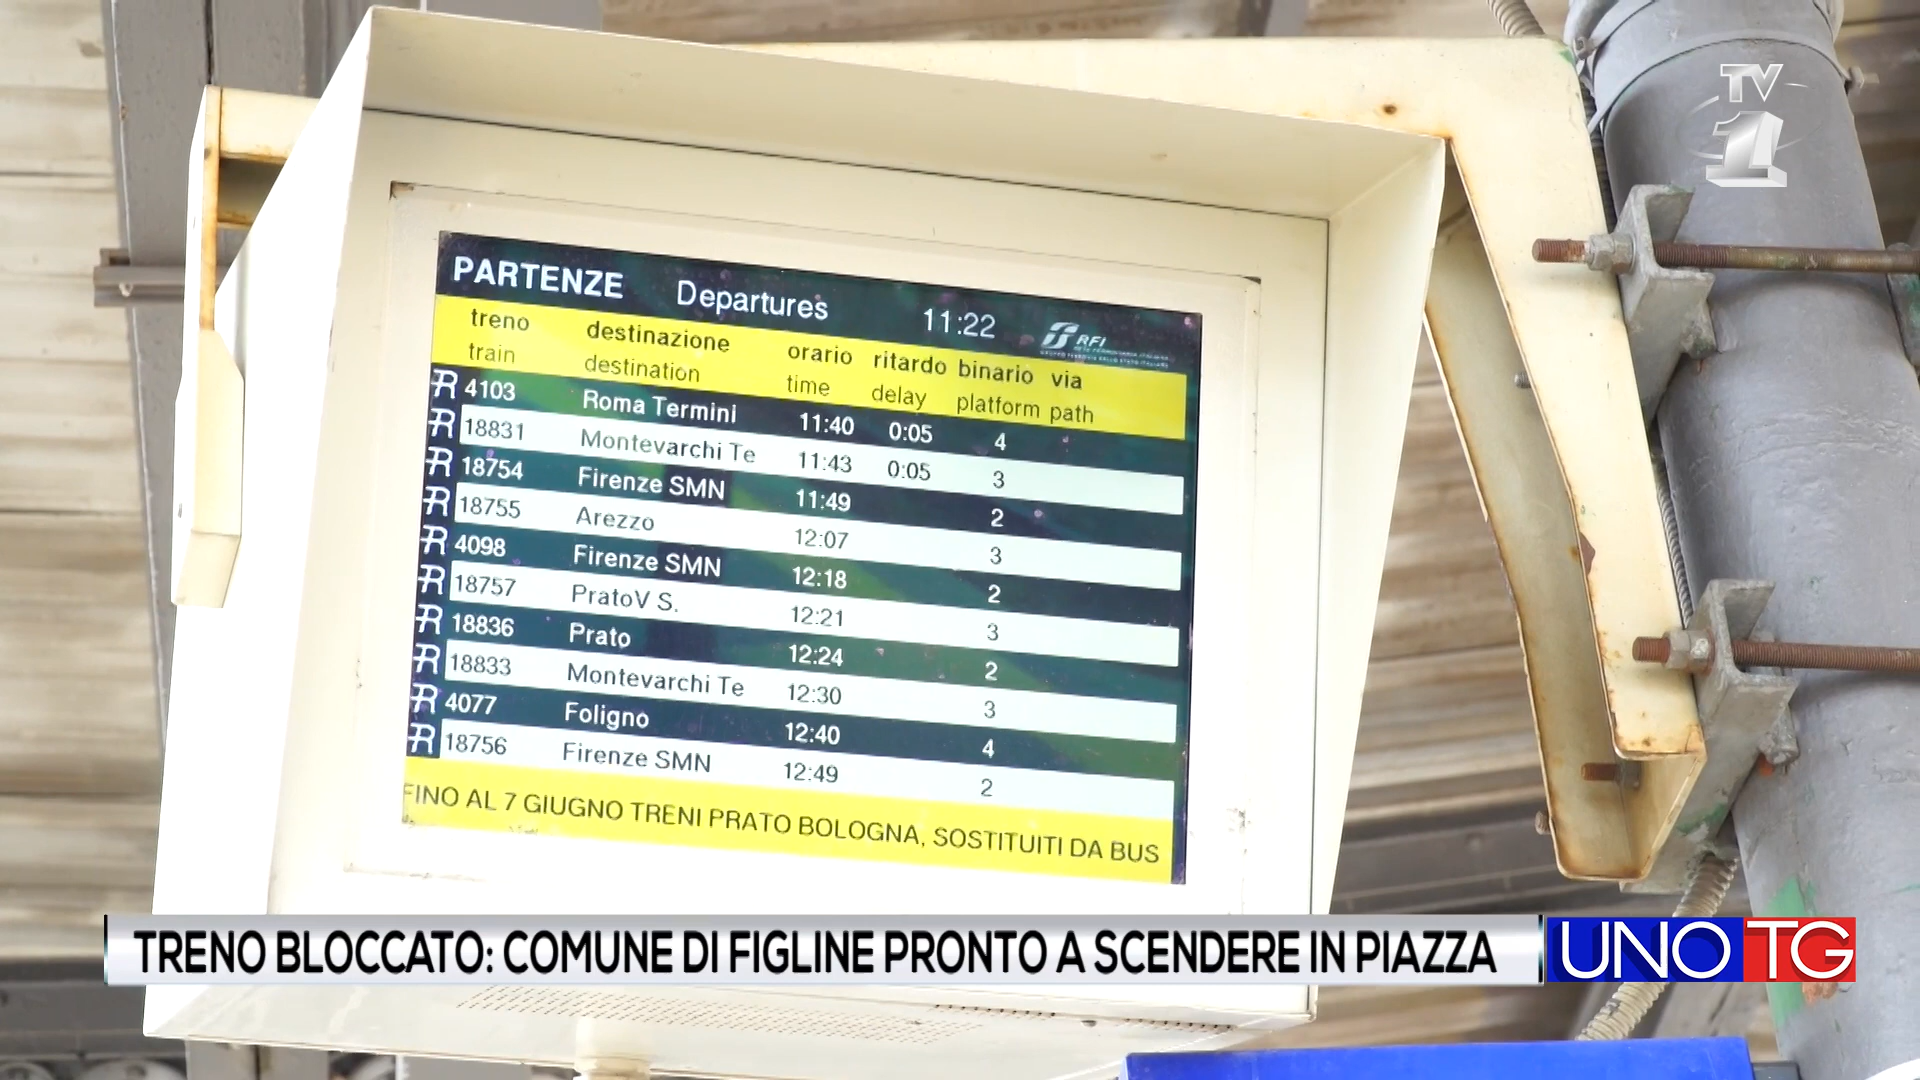 TV
1
PARTENZE Departures 11:22 RFI
treno destinazione orario ritardo binario via
train destination time delay platform path
R 4103 Roma Termini 11:40 0:05 4
R 18831 Montevarchi Te 11:43 0:05 3
R 18754 Firenze SMN 11:49 2
R 18755 Arezzo 12:07 3
R 4098 Firenze SMN 12:18 2
R 18757 PratoV S. 12:21 3
R 18836 Prato 12:24 2
R 18833 Montevarchi Te 12:30 3
R 4077 Foligno 12:40 4
R 18756 Firenze SMN 12:49 2
FINO AL 7 GIUGNO TRENI PRATO BOLOGNA, SOSTITUITI DA BUS
TRENO BLOCCATO: COMUNE DI FIGLINE PRONTO A SCENDERE IN PIAZZA
UNO TG